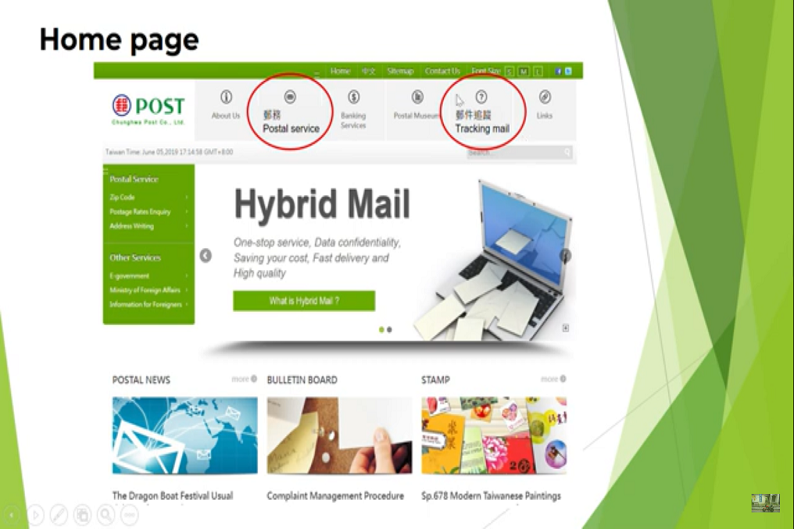 Home page
Home 中文 Sitemap Contact Us Font Size: S M L
郵 POST
Chunghwa Post Co., Ltd.
About Us
郵務
Postal service
Banking
Services
Postal Museum
郵件追蹤
Tracking mail
Links
Taiwan Time: June 05,2019 17:14:58 GMT+8:00
Search...
Postal Service
Zip Code
Postage Rates Enquiry
Address Writing
Other Services
E-government
Ministry of Foreign Affairs
Information for Foreigners
Hybrid Mail
One-stop service, Data confidentiality,
Saving your cost, Fast delivery and
High quality
What is Hybrid Mail ?
POSTAL NEWS more
BULLETIN BOARD
STAMP more
The Dragon Boat Festival Usual
Complaint Management Procedure
Sp.678 Modern Taiwanese Paintings